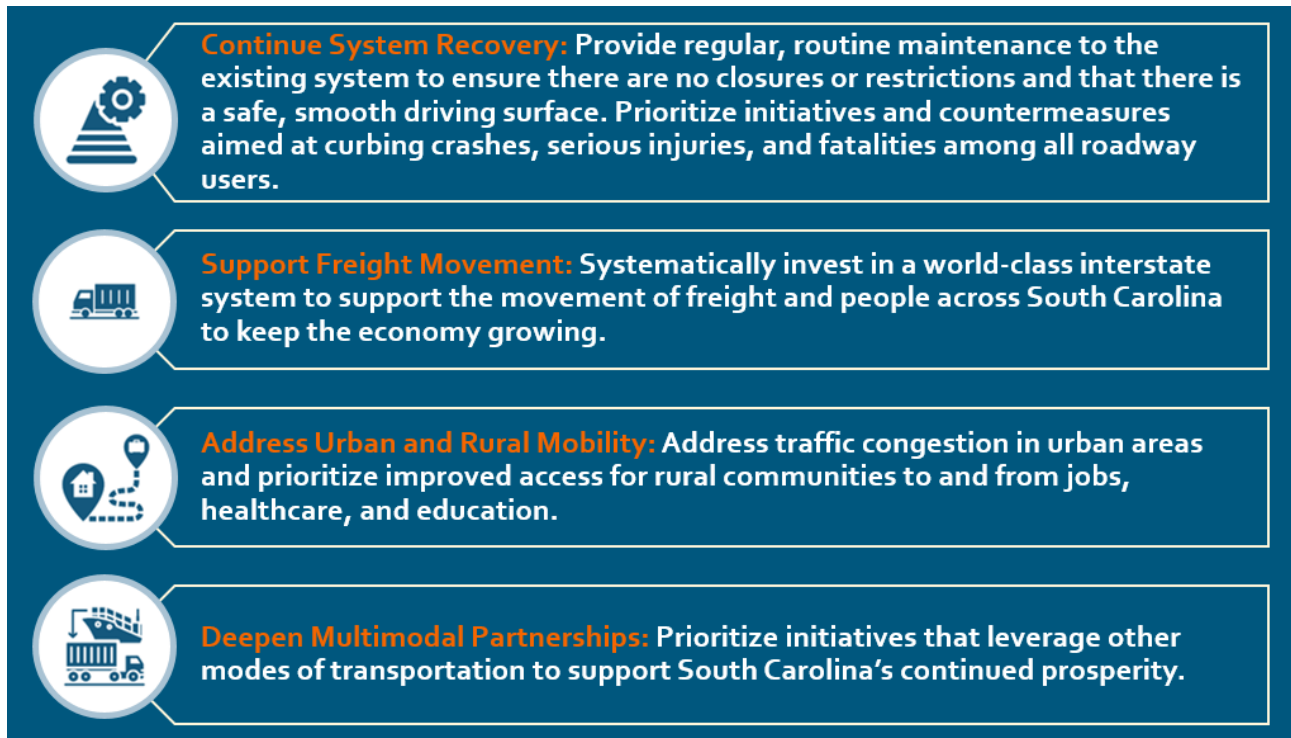 Continue System Recovery: Provide regular, routine maintenance to the
existing system to ensure there are no closures or restrictions and that there is
a safe, smooth driving surface. Prioritize initiatives and countermeasures
aimed at curbing crashes, serious injuries, and fatalities among all roadway
users.
Support Freight Movement: Systematically invest in a world-class interstate
system to support the movement of freight and people across South Carolina
to keep the economy growing.
Address Urban and Rural Mobility: Address traffic congestion in urban areas
and prioritize improved access for rural communities to and from jobs,
healthcare, and education.
Deepen Multimodal Partnerships: Prioritize initiatives that leverage other
modes of transportation to support South Carolina’s continued prosperity.